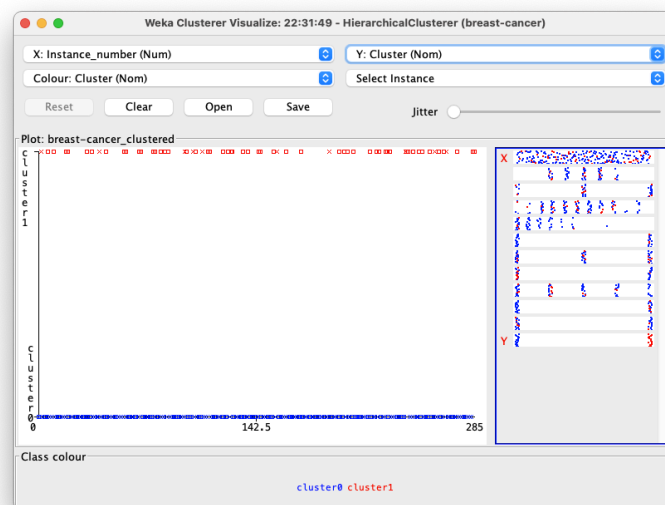 Weka Clusterer Visualize: 22:31:49 - HierarchicalClusterer (breast-cancer)
X: Instance_number (Num)
Y: Cluster (Nom)
Colour: Cluster (Nom)
Select Instance
Reset
Clear
Open
Save
Jitter
Plot: breast-cancer_clustered
cluster1
cluster0
0
142.5
285
X
Y
Class colour
cluster0 cluster1